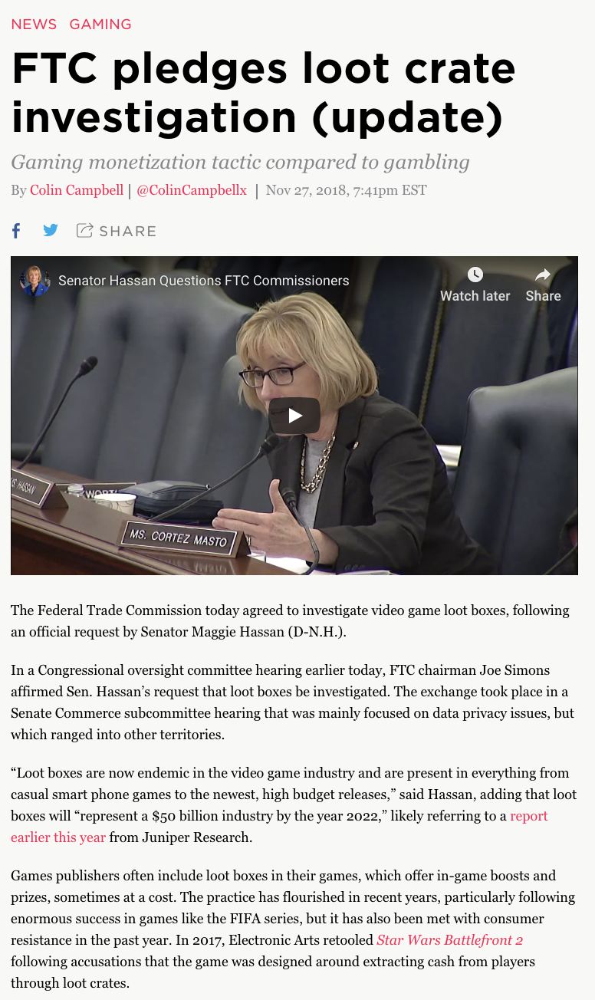 NEWS GAMING
FTC pledges loot crate
investigation (update)
Gaming monetization tactic compared to gambling
By Colin Campbell | @ColinCampbellx | Nov 27, 2018, 7:41pm EST
SHARE
Senator Hassan Questions FTC Commissioners
Watch later Share
MS. HASSAN
MS. CORTEZ MASTO
The Federal Trade Commission today agreed to investigate video game loot boxes, following
an official request by Senator Maggie Hassan (D-N.H.).
In a Congressional oversight committee hearing earlier today, FTC chairman Joe Simons
affirmed Sen. Hassan’s request that loot boxes be investigated. The exchange took place in a
Senate Commerce subcommittee hearing that was mainly focused on data privacy issues, but
which ranged into other territories.
“Loot boxes are now endemic in the video game industry and are present in everything from
casual smart phone games to the newest, high budget releases,” said Hassan, adding that loot
boxes will “represent a $50 billion industry by the year 2022,” likely referring to a report
earlier this year from Juniper Research.
Games publishers often include loot boxes in their games, which offer in-game boosts and
prizes, sometimes at a cost. The practice has flourished in recent years, particularly following
enormous success in games like the FIFA series, but it has also been met with consumer
resistance in the past year. In 2017, Electronic Arts retooled Star Wars Battlefront 2
following accusations that the game was designed around extracting cash from players
through loot crates.